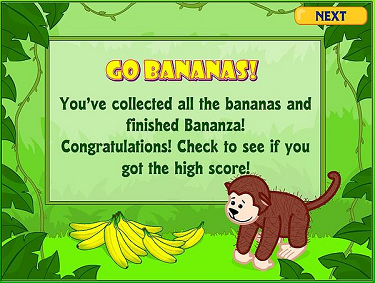 NEXT
GO BANANAS!
You've collected all the bananas and
finished Bananza!
Congratulations! Check to see if you
got the high score!